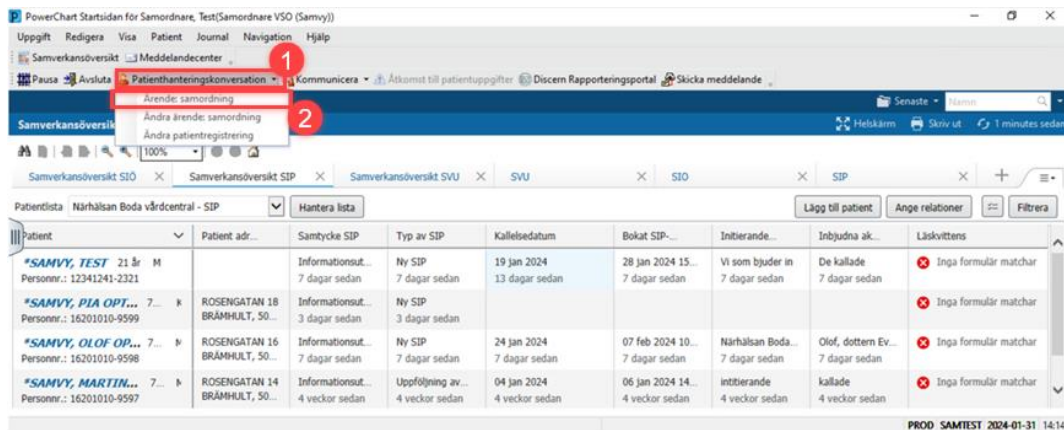 PowerChart Startsidan för Samordnare, Test(Samordnare VSO (Samvy))
Uppgift Redigera Visa Patient Journal Navigation Hjälp
Samverkansöversikt Meddelandecenter
1
Pausa Avsluta Patienthanteringskonversation Kommunicera Åtkomst till patientuppgifter Discern Rapporteringsportal Skicka meddelande
Ärende: samordning
2
Ändra ärende: samordning
Ändra patientregistrering
Senaste Namn
Samverkansöversik Helskärm Skriv ut 1 minutes sedan
100%
Samverkansöversikt SIÖ Samverkansöversikt SIP Samverkansöversikt SVU SVU SIO SIP
Patientlista Närhälsan Boda vårdcentral - SIP Hantera lista Lägg till patient Ange relationer Filtrera
Patient Patient adr... Samtycke SIP Typ av SIP Kallelsedatum Bokat SIP-... Initierande... Inbjudna ak... Läskvittens
*SAMVY, TEST 21 år M Informationsut... Ny SIP 19 jan 2024 28 jan 2024 15... Vi som bjuder in De kallade Inga formulär matchar
Personnr.: 12341241-2321 7 dagar sedan 7 dagar sedan 13 dagar sedan 7 dagar sedan 7 dagar sedan 7 dagar sedan
*SAMVY, PIA OPT... 7... K ROSENGATAN 18 Informationsut... Ny SIP Inga formulär matchar
Personnr.: 16201010-9599 BRÄMHULT, 50... 3 dagar sedan 3 dagar sedan
*SAMVY, OLOF OP... 7... M ROSENGATAN 16 Informationsut... Ny SIP 24 jan 2024 07 feb 2024 10... Närhälsan Boda... Olof, dottern Ev... Inga formulär matchar
Personnr.: 16201010-9598 BRÄMHULT, 50... 7 dagar sedan 7 dagar sedan 7 dagar sedan 7 dagar sedan 7 dagar sedan 7 dagar sedan
*SAMVY, MARTIN... 7... M ROSENGATAN 14 Informationsut... Uppföljning av... 04 jan 2024 06 jan 2024 14... intitierande kallade Inga formulär matchar
Personnr.: 16201010-9597 BRÄMHULT, 50... 4 veckor sedan 4 veckor sedan 4 veckor sedan 4 veckor sedan 4 veckor sedan 4 veckor sedan
PROD SAMTEST 2024-01-31 14:14